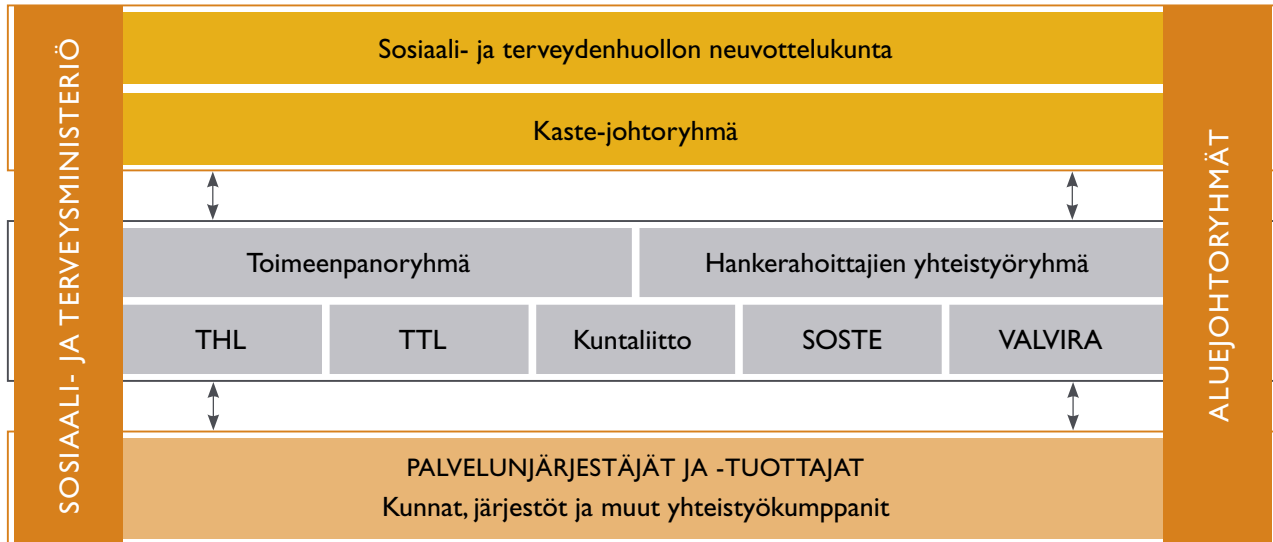 SOSIAALI- JA TERVEYSMINISTERIÖ
Sosiaali- ja terveydenhuollon neuvottelukunta
Kaste-johtoryhmä
Toimeenpanoryhmä
Hankerahoittajien yhteistyöryhmä
THL
TTL
Kuntaliitto
SOSTE
VALVIRA
PALVELUNJÄRJESTÄJÄT JA -TUOTTAJAT
Kunnat, järjestöt ja muut yhteistyökumppanit
ALUEJOHTORYHMÄT